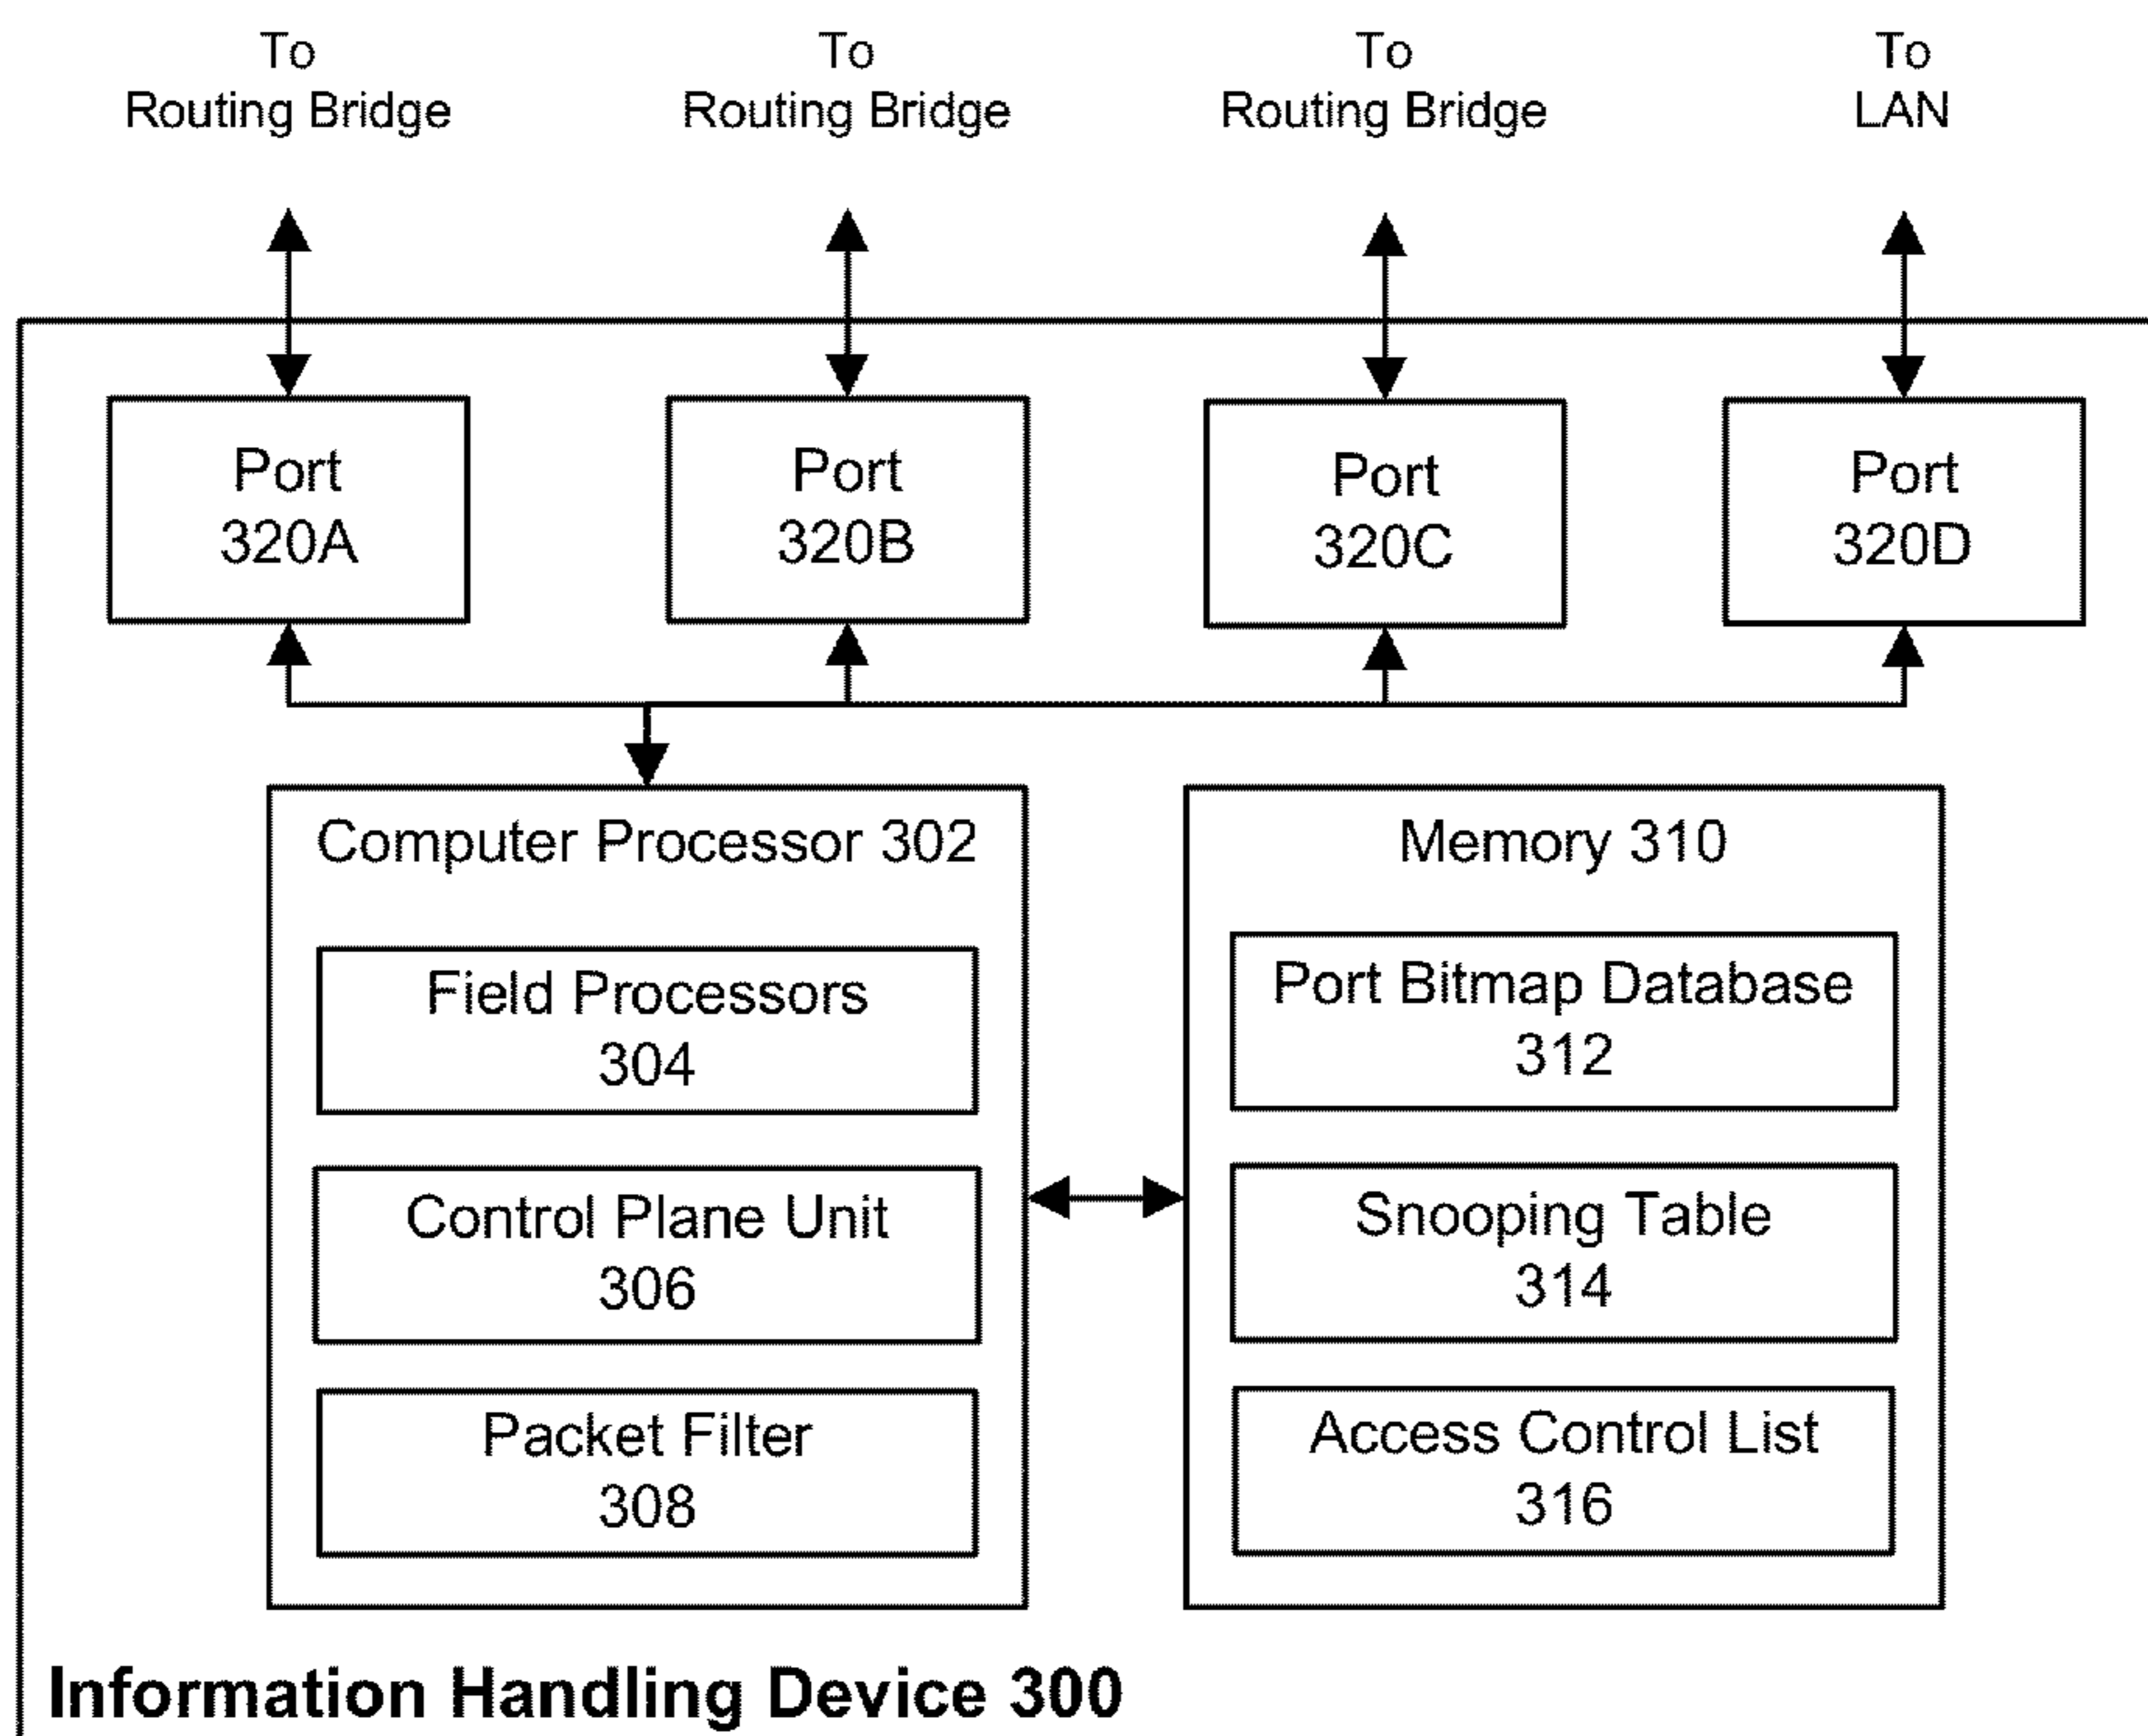 To
Routing Bridge
To
Routing Bridge
To
Routing Bridge
To
LAN
Port
320A
Port
320B
Port
320C
Port
320D
Computer Processor 302
Field Processors
304
Control Plane Unit
306
Packet Filter
308
Memory 310
Port Bitmap Database
312
Snooping Table
314
Access Control List
316
Information Handling Device 300